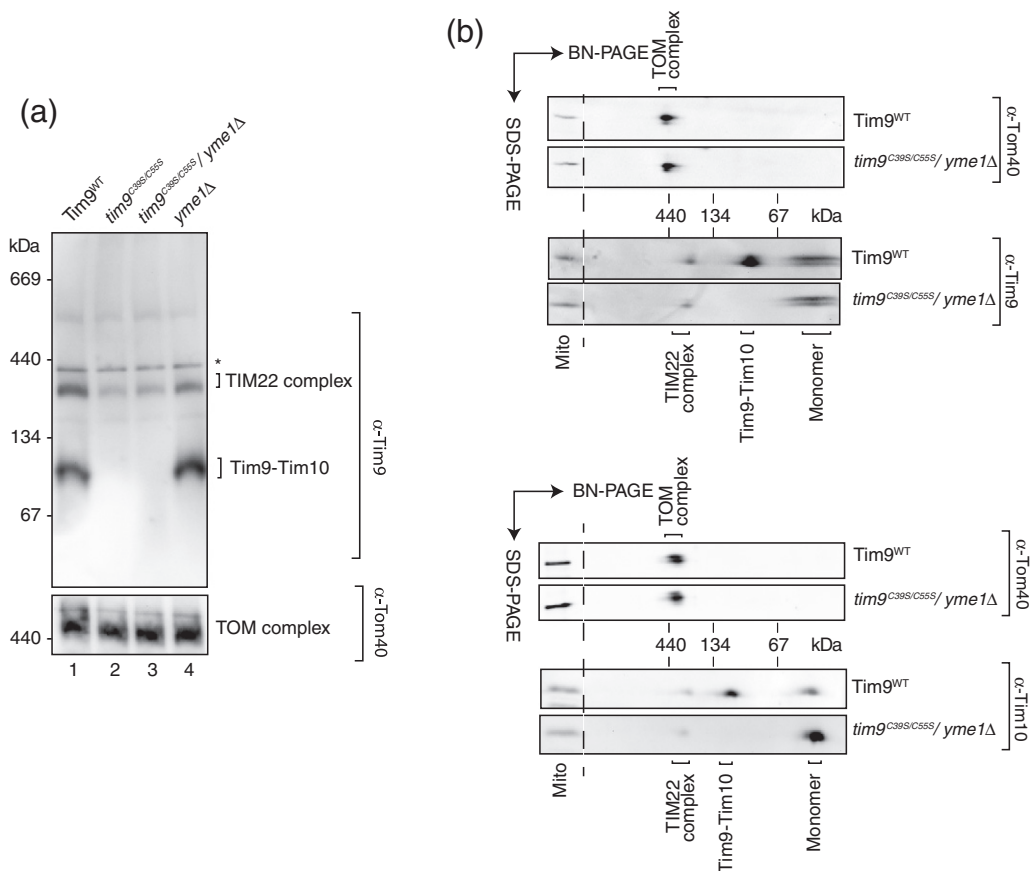 (a)
Tim9WT
tim9C39S/C55S
tim9C39S/C55S/ yme1Δ
yme1Δ
kDa
669
440
134
67
440
*
TIM22 complex
Tim9-Tim10
α-Tim9
TOM complex
α-Tom40
1 2 3 4
(b)
BN-PAGE
SDS-PAGE
TOM
complex
Tim9WT
tim9C39S/C55S/ yme1Δ
α-Tom40
440 134 67 kDa
Tim9WT
tim9C39S/C55S/ yme1Δ
α-Tim9
Mito
TIM22
complex
Tim9-Tim10
Monomer
BN-PAGE
SDS-PAGE
TOM
complex
Tim9WT
tim9C39S/C55S/ yme1Δ
α-Tom40
440 134 67 kDa
Tim9WT
tim9C39S/C55S/ yme1Δ
α-Tim10
Mito
TIM22
complex
Tim9-Tim10
Monomer